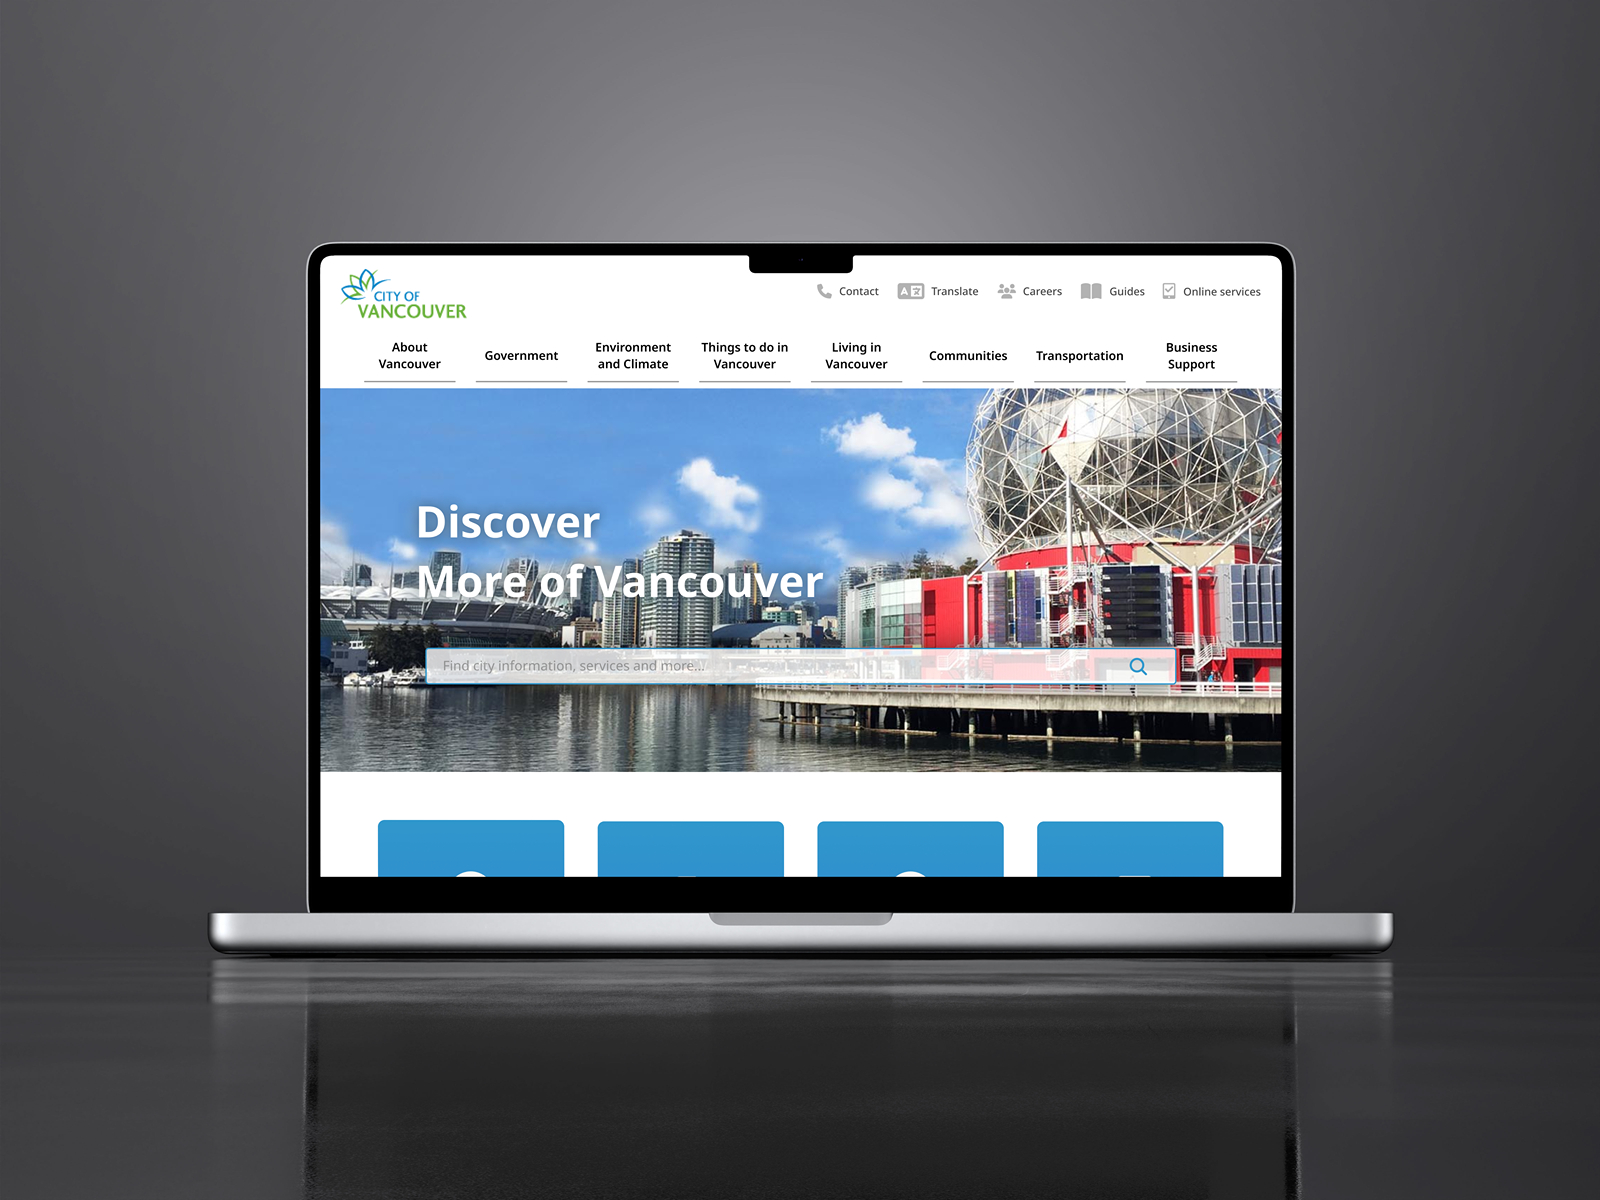 CITY OF
VANCOUVER
Contact
Translate
Careers
Guides
Online services
About
Vancouver
Government
Environment
and Climate
Things to do in
Vancouver
Living in
Vancouver
Communities
Transportation
Business
Support
Discover
More of Vancouver
Find city information, services and more...